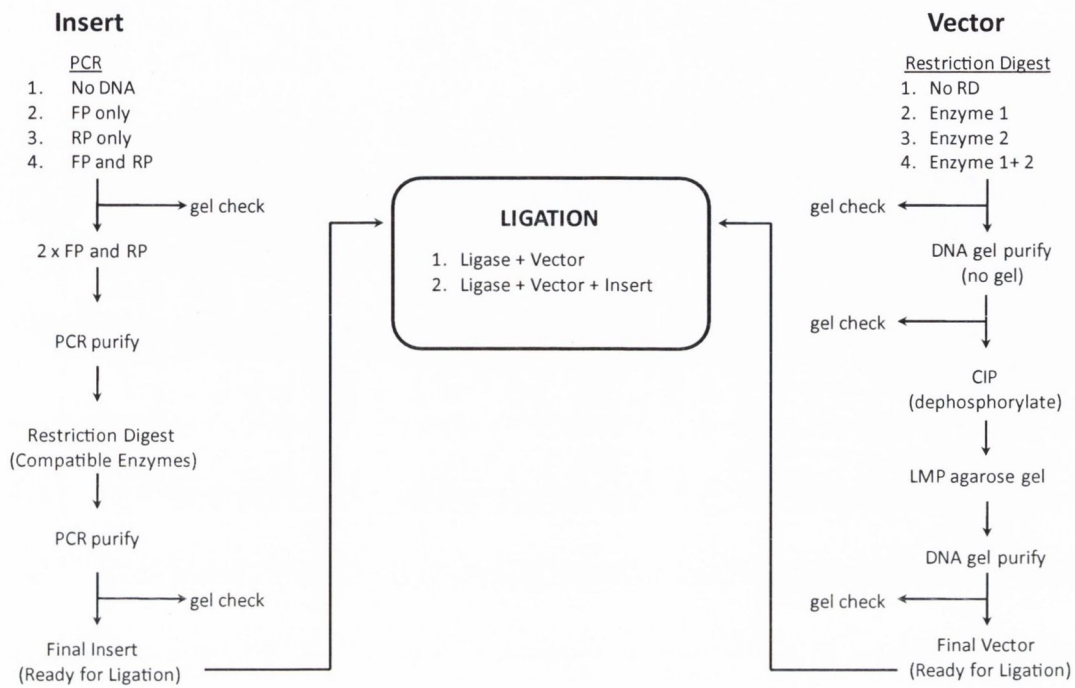 Insert
PCR
1. No DNA
2. FP only
3. RP only
4. FP and RP
gel check
2 x FP and RP
PCR purify
Restriction Digest
(Compatible Enzymes)
PCR purify
gel check
Final Insert
(Ready for Ligation)
LIGATION
1. Ligase + Vector
2. Ligase + Vector + Insert
Vector
Restriction Digest
1. No RD
2. Enzyme 1
3. Enzyme 2
4. Enzyme 1+ 2
gel check
DNA gel purify
(no gel)
gel check
CIP
(dephosphorylate)
LMP agarose gel
DNA gel purify
gel check
Final Vector
(Ready for Ligation)